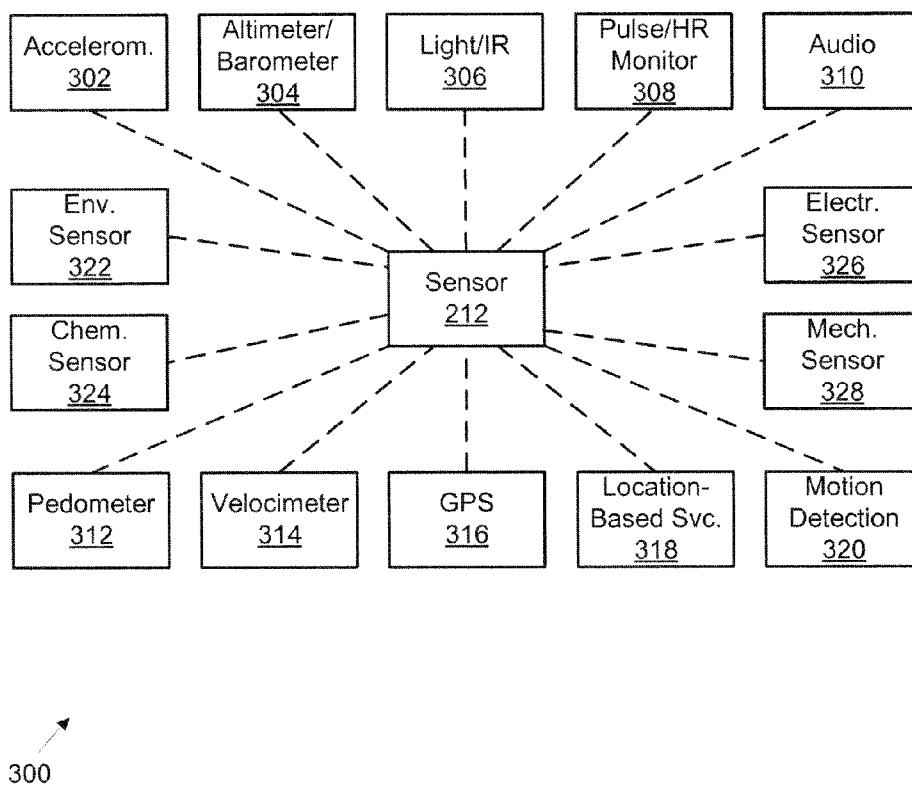 Accelerom.
302
Altimeter/
Barometer
304
Light/IR
306
Pulse/HR
Monitor
308
Audio
310
Env.
Sensor
322
Sensor
212
Electr.
Sensor
326
Chem.
Sensor
324
Mech.
Sensor
328
Pedometer
312
Velocimeter
314
GPS
316
Location-
Based Svc.
318
Motion
Detection
320
300